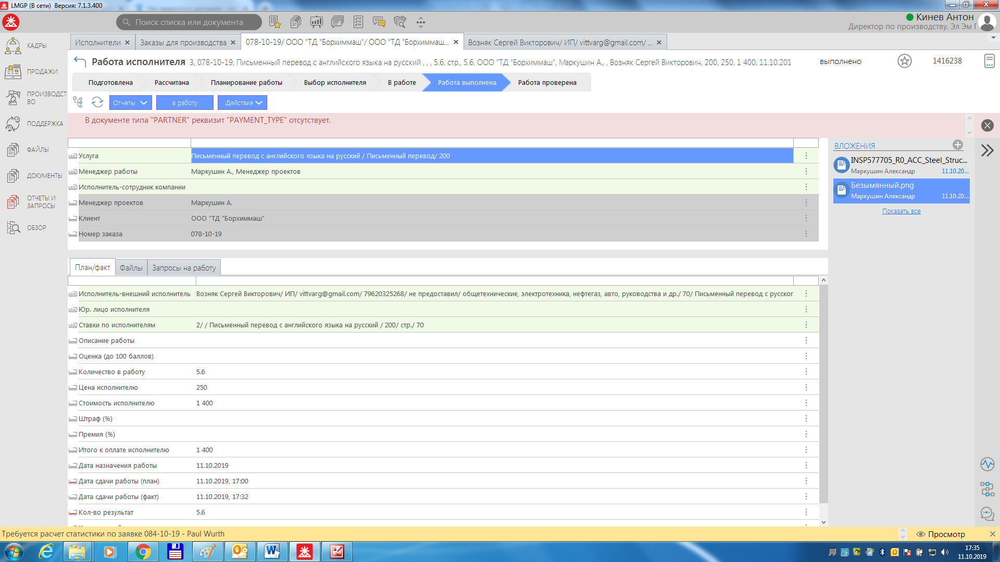 LMGP (В сети)  Версия: 7.1.3.400
Поиск списка или документа
Кинев Антон
Директор по производству. Эл Эм Г
КАДРЫ
ПРОДАЖИ
ПРОИЗВОДСТ
ВО
ПОДДЕРЖКА
ФАЙЛЫ
ДОКУМЕНТЫ
ОТЧЕТЫ И
ЗАПРОСЫ
ОБЗОР
Исполнители
Заказы для производства
078-10-19/ ООО "ТД "Борхиммаш"/ ООО "ТД "Борхиммаш...
Возняк Сергей Викторович/ ИП/ vittvarg@gmail.com/ ...
Работа исполнителя 3, 078-10-19, Письменный перевод с английского языка на русский , , , 5.6, стр., 5.6, ООО "ТД "Борхиммаш", Маркушин А., , Возняк Сергей Викторович, 200, 250, 1 400, 11.10.201
выполнено
1416238
Подготовлена
Рассчитана
Планирование работы
Выбор исполнителя
В работе
Работа выполнена
Работа проверена
Отчеты
в работу
Действия
В документе типа "PARTNER" реквизит "PAYMENT_TYPE" отсутствует.
Услуга Письменный перевод с английского языка на русский / Письменный перевод/ 200
Менеджер работы Маркушин А., Менеджер проектов
Исполнитель-сотрудник компании
Менеджер проектов Маркушин А.
Клиент ООО "ТД "Борхиммаш"
Номер заказа 078-10-19
ВЛОЖЕНИЯ
INSP577705_R0_ACC_Steel_Struc...
Маркушин Александр 11.10.20...
Безымянный.png
Маркушин Александр 11.10.20...
Показать все
План/факт
Файлы
Запросы на работу
Исполнитель-внешний исполнитель Возняк Сергей Викторович/ ИП/ vittvarg@gmail.com/ 79620325268/ не предоставил/ общетехнические, электротехника, нефтегаз, авто, руководства и др./ 70/ Письменный перевод с русског
Юр. лицо исполнителя
Ставки по исполнителям 2/ / Письменный перевод с английского языка на русский / 200/ стр./ 70
Описание работы
Оценка (до 100 баллов)
Количество в работу 5.6
Цена исполнителю 250
Стоимость исполнителю 1 400
Штраф (%)
Премия (%)
Итого к оплате исполнителю 1 400
Дата назначения работы 11.10.2019
Дата сдачи работы (план) 11.10.2019, 17:00
Дата сдачи работы (факт) 11.10.2019, 17:32
Кол-во результат 5.6
Требуется расчет статистики по заявке 084-10-19 - Paul Wurth
Просмотр
17:35
11.10.2019